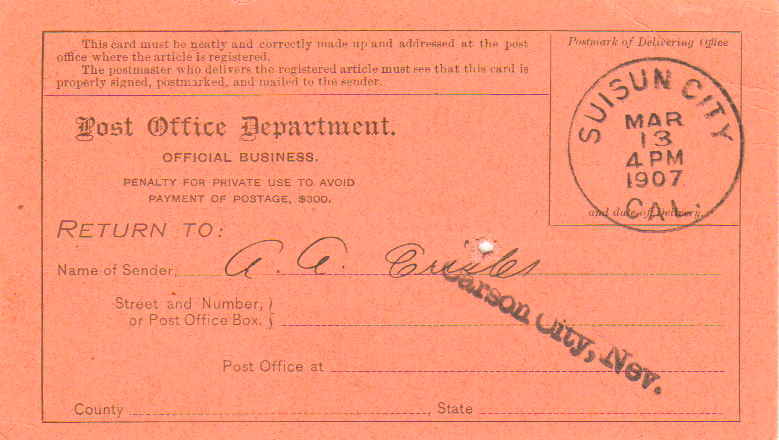 This card must be neatly and correctly made up and addressed at the post
office where the article is registered.
The postmaster who delivers the registered article must see that this card is
properly signed, postmarked, and mailed to the sender.
Postmark of Delivering Office
SUISUN CITY
MAR
13
4 PM
1907
CAL.
and date of Delivery.
Post Office Department.
OFFICIAL BUSINESS.
PENALTY FOR PRIVATE USE TO AVOID
PAYMENT OF POSTAGE, $300.
RETURN TO:
Name of Sender, A. A.
Street and Number,
or Post Office Box.
Carson City, Nev.
Post Office at
County , State